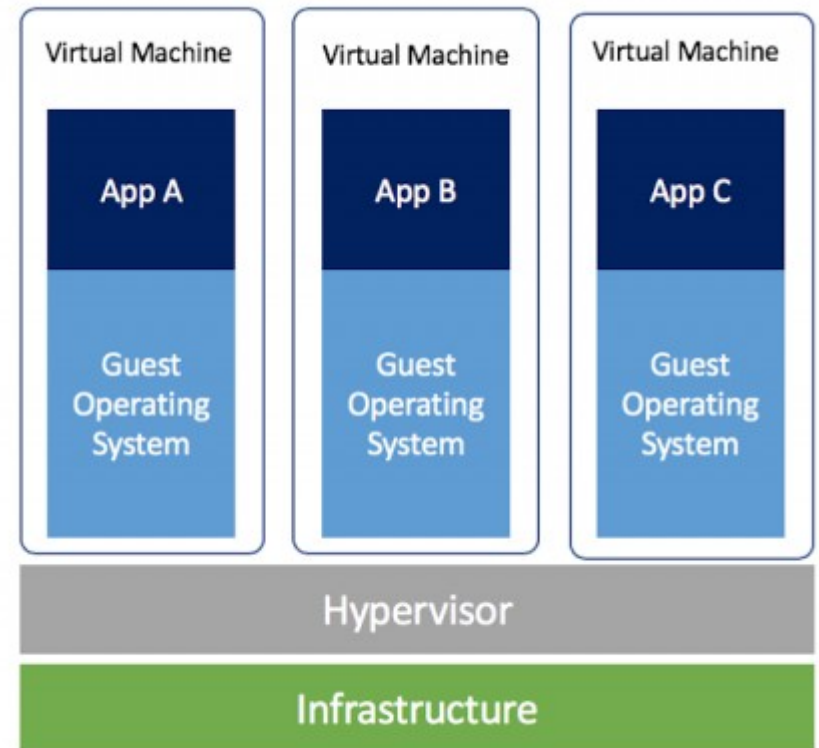 Virtual Machine
App A
Guest
Operating
System
Virtual Machine
App B
Guest
Operating
System
Virtual Machine
App C
Guest
Operating
System
Hypervisor
Infrastructure